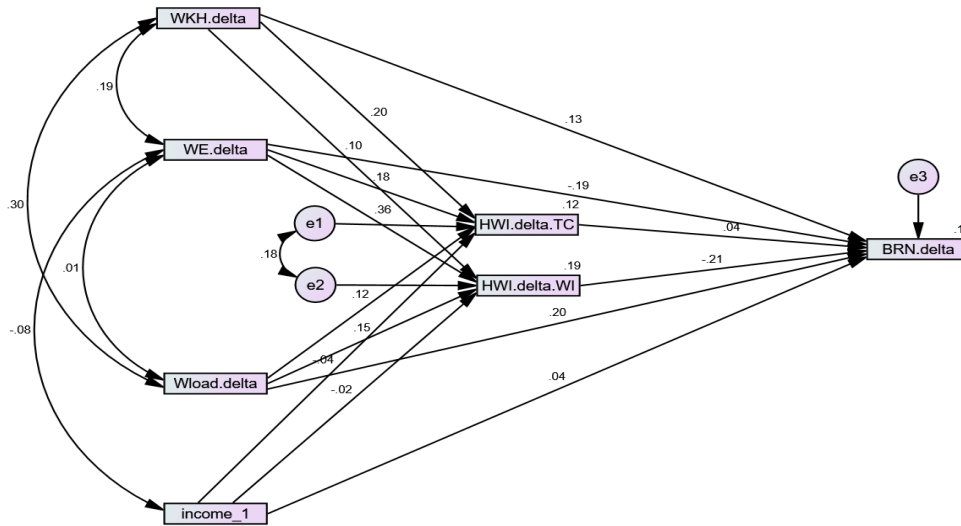 WKH.delta
.19
.20
.13
.10
WE.delta
.18
-.19
e3
.30
.36
.12
e1
HWI.delta.TC
.04
.18
.1
BRN.delta
.01
e2
.19
HWI.delta.WI
-.21
.12
.15
.20
-.08
-.04
-.02
Wload.delta
.04
income_1